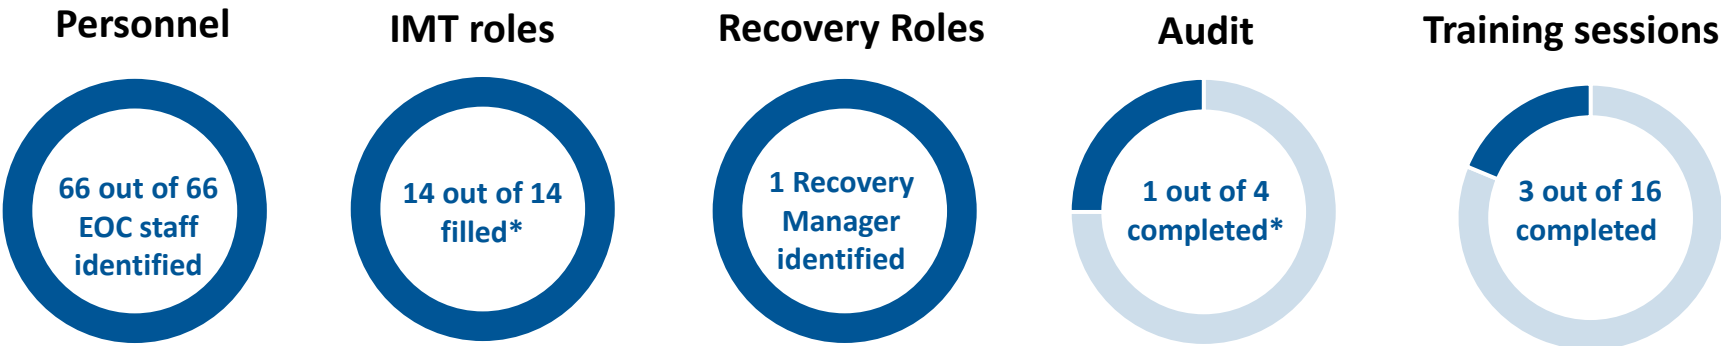 Personnel
IMT roles
Recovery Roles
Audit
Training sessions
66 out of 66
EOC staff
identified
14 out of 14
filled*
1 Recovery
Manager
identified
1 out of 4
completed*
3 out of 16
completed